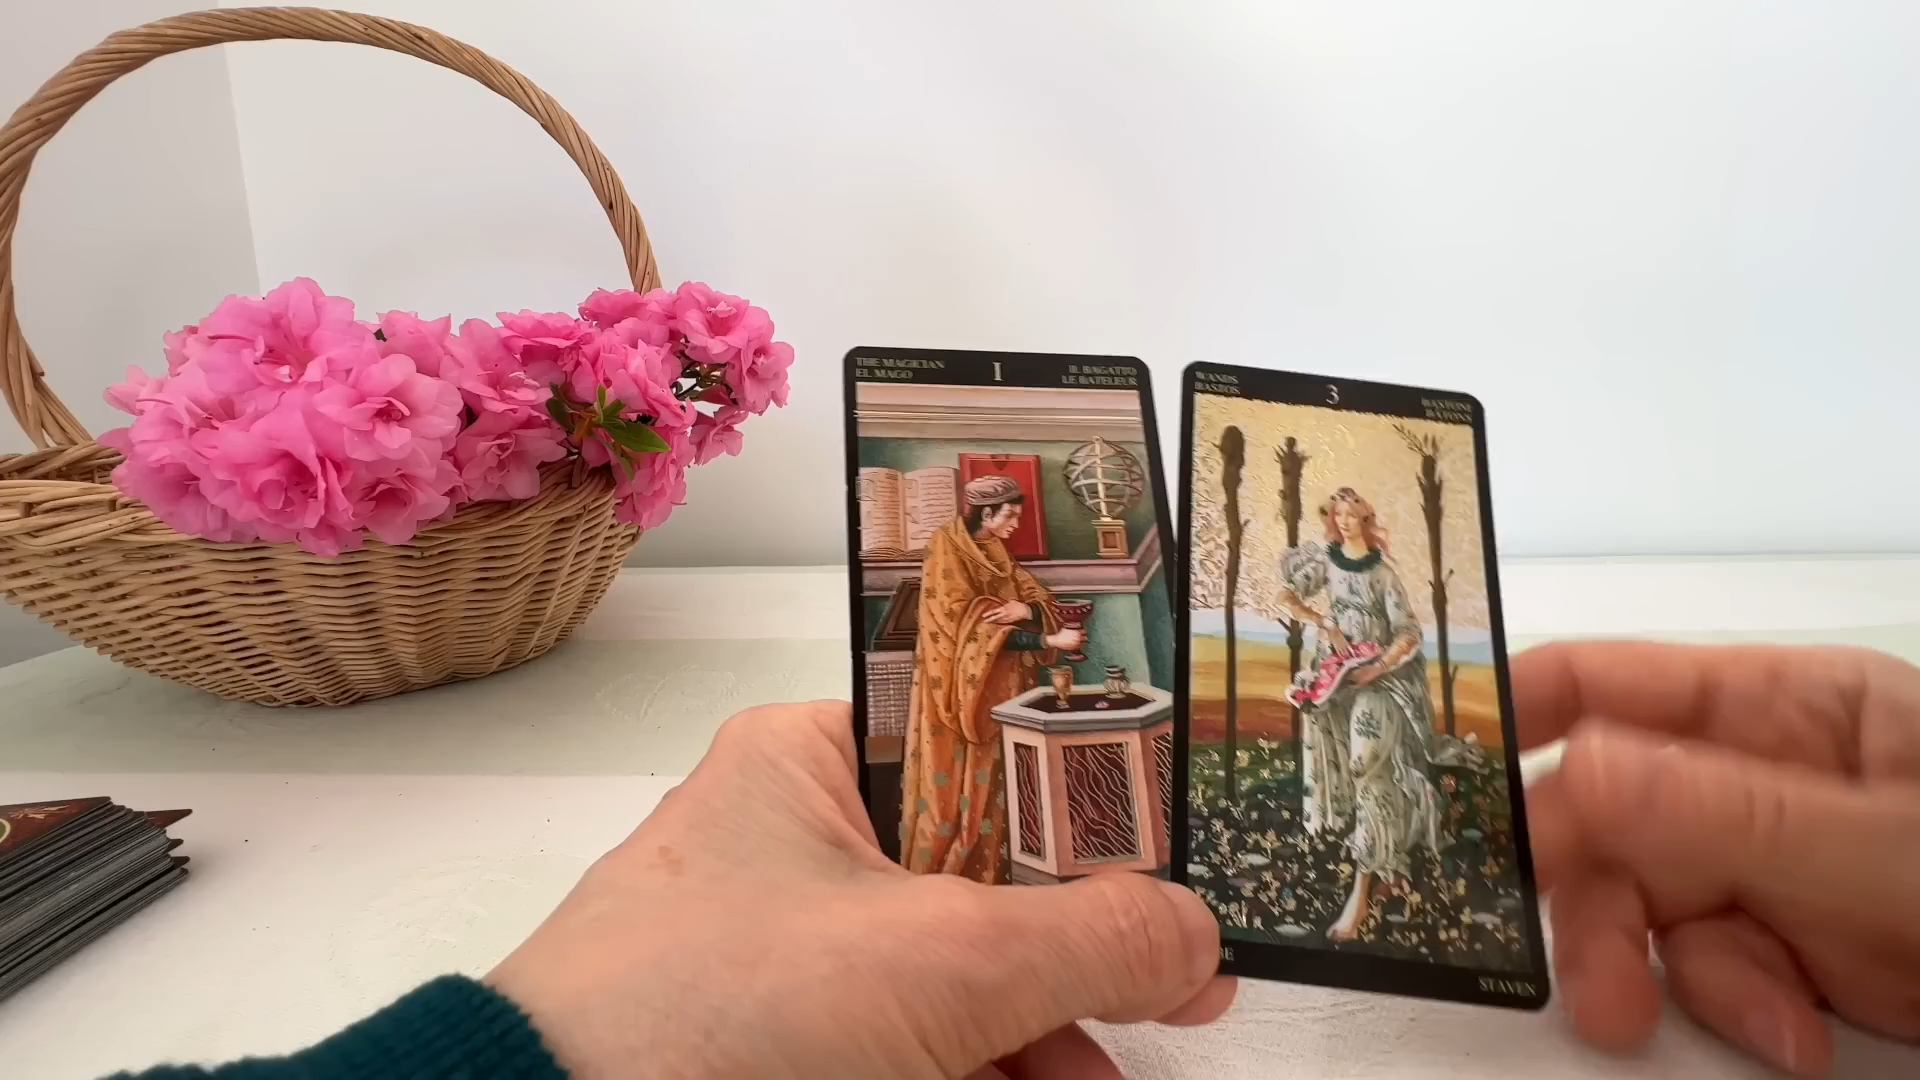 THE MAGICIAN
EL MAGO
I
IL BAGATTO
LE BATELEUR
WANDS
BASTOS
3
BASTONI
BATONS
STAVEN